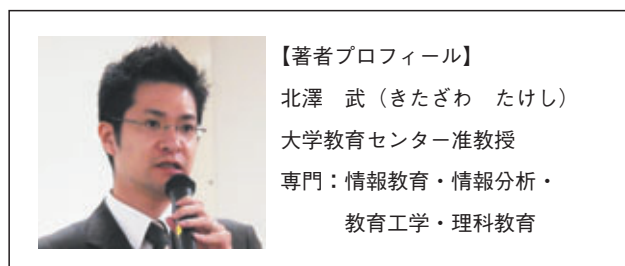 【著者プロフィール】
北澤　武（きたざわ　たけし）
大学教育センター准教授
専門：情報教育・情報分析・
教育工学・理科教育